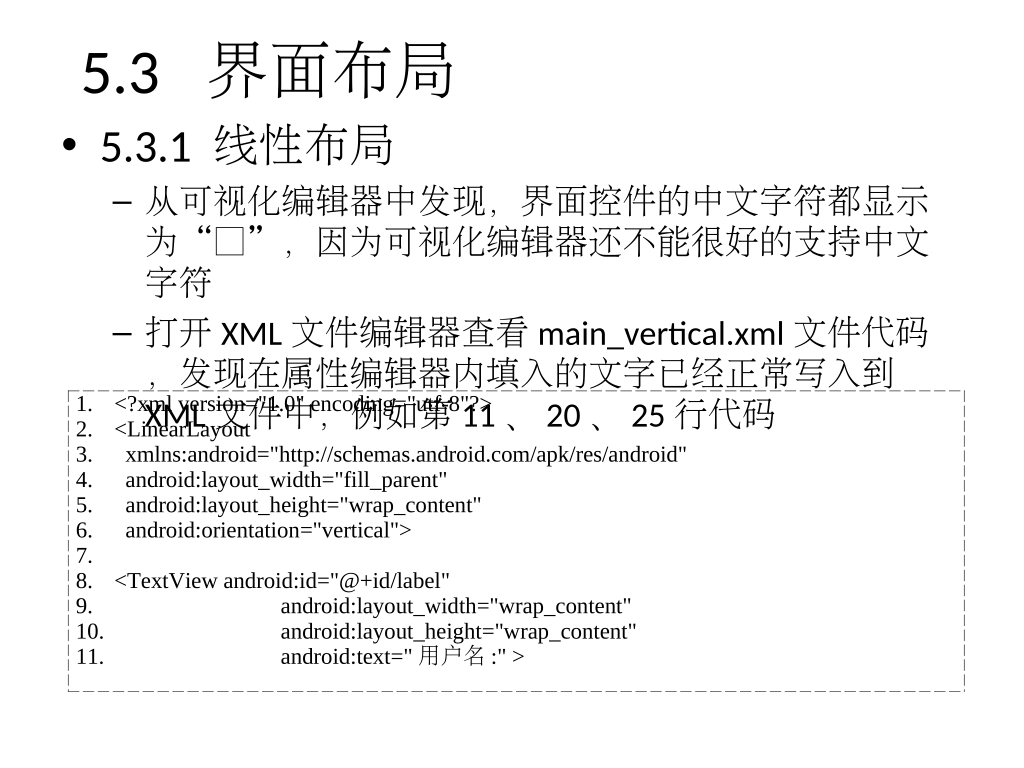 5.3 界面布局
• 5.3.1 线性布局
– 从可视化编辑器中发现，界面控件的中文字符都显示
为“□”，因为可视化编辑器还不能很好的支持中文
字符
– 打开 XML 文件编辑器查看 main_vertical.xml 文件代码
，发现在属性编辑器内填入的文字已经正常写入到
XML 文件中，例如第 11 、 20 、 25 行代码
1. <?xml version="1.0" encoding="utf-8"?>
2. <LinearLayout
3. xmlns:android="http://schemas.android.com/apk/res/android"
4. android:layout_width="fill_parent"
5. android:layout_height="wrap_content"
6. android:orientation="vertical">
7.
8. <TextView android:id="@+id/label"
9. android:layout_width="wrap_content"
10. android:layout_height="wrap_content"
11. android:text=" 用户名 :" >